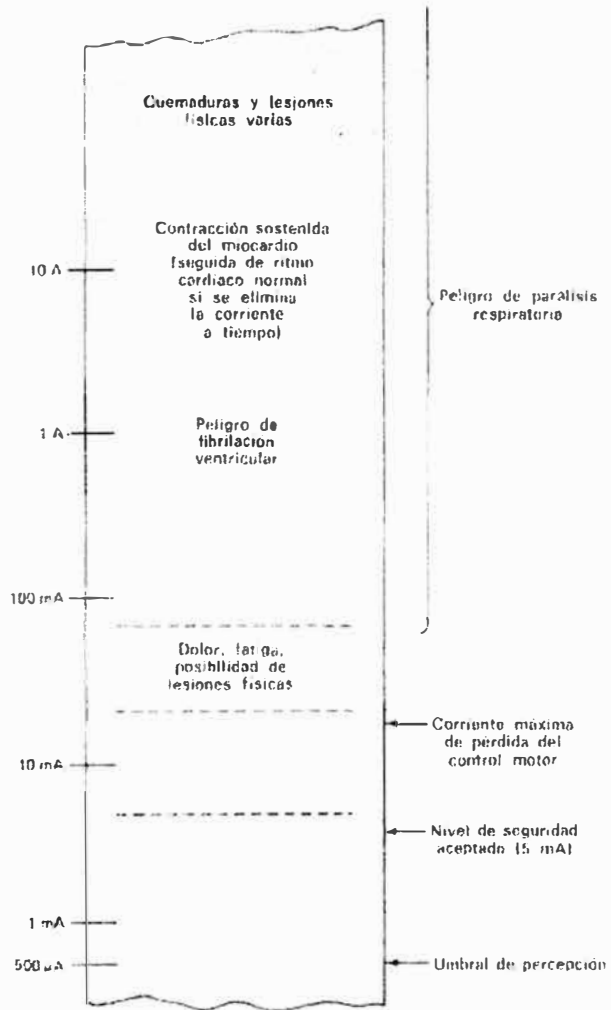 Quemaduras y lesiones
físicas varias
Contracción sostenida
del miocardio
(seguida de ritmo
cardíaco normal
si se elimina
la corriente
a tiempo)
10 A
Peligro de parálisis
respiratoria
1 A
Peligro de
fibrilación
ventricular
100 mA
Dolor, fatiga,
posibilidad de
lesiones físicas
Corriente máxima
de pérdida del
control motor
10 mA
Nivel de seguridad
aceptado (5 mA)
1 mA
500 μA
Umbral de percepción